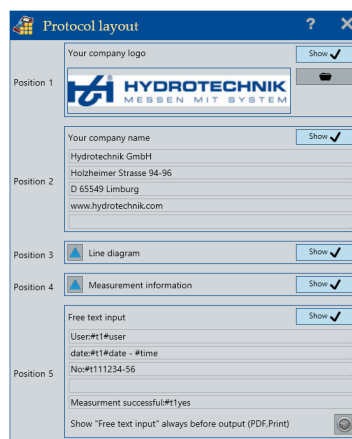 Protocol layout ? X
Your company logo Show
Position 1
HYDROTECHNIK
MESSEN MIT SYSTEM
Your company name Show
Hydrotechnik GmbH
Holzheimer Strasse 94-96
Position 2
D 65549 Limburg
www.hydrotechnik.com
Position 3 Line diagram Show
Position 4 Measurement information Show
Free text input Show
User:#t1#user
date:#t1#date - #time
Position 5
No:#t111234-56
Measurment successful:#t1yes
Show "Free text input" always before output (PDF,Print)